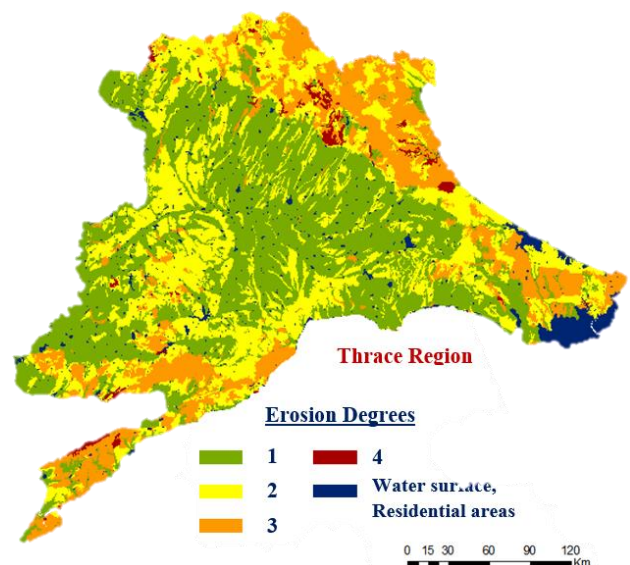 Thrace Region
Erosion Degrees
1
4
2
Water surface,
Residential areas
3
0 15 30 60 90 120
Km